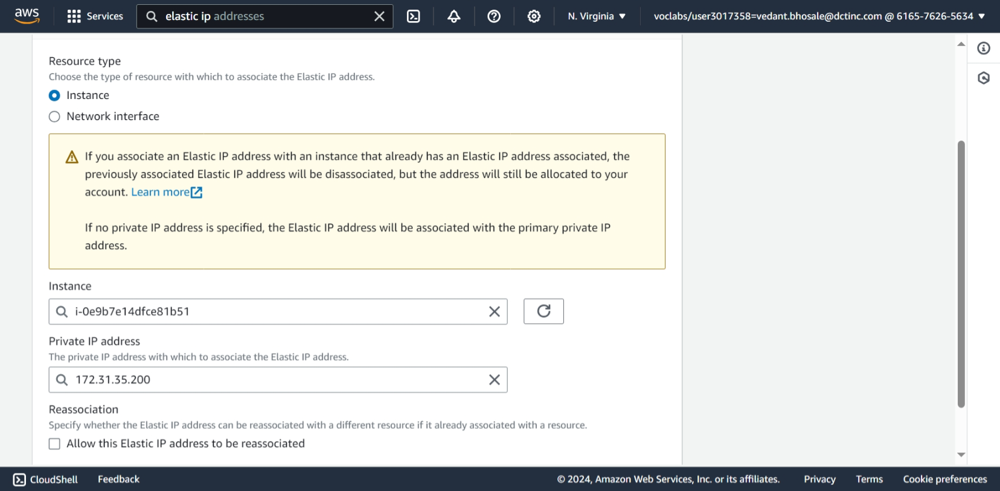 aws Services elastic ip addresses N. Virginia voclabs/user3017358=vedant.bhosale@dctinc.com @ 6165-7626-5634
Resource type
Choose the type of resource with which to associate the Elastic IP address.
Instance
Network interface
If you associate an Elastic IP address with an instance that already has an Elastic IP address associated, the
previously associated Elastic IP address will be disassociated, but the address will still be allocated to your
account. Learn more
If no private IP address is specified, the Elastic IP address will be associated with the primary private IP
address.
Instance
i-0e9b7e14dfce81b51
Private IP address
The private IP address with which to associate the Elastic IP address.
172.31.35.200
Reassociation
Specify whether the Elastic IP address can be reassociated with a different resource if it already associated with a resource.
Allow this Elastic IP address to be reassociated
CloudShell Feedback © 2024, Amazon Web Services, Inc. or its affiliates. Privacy Terms Cookie preferences